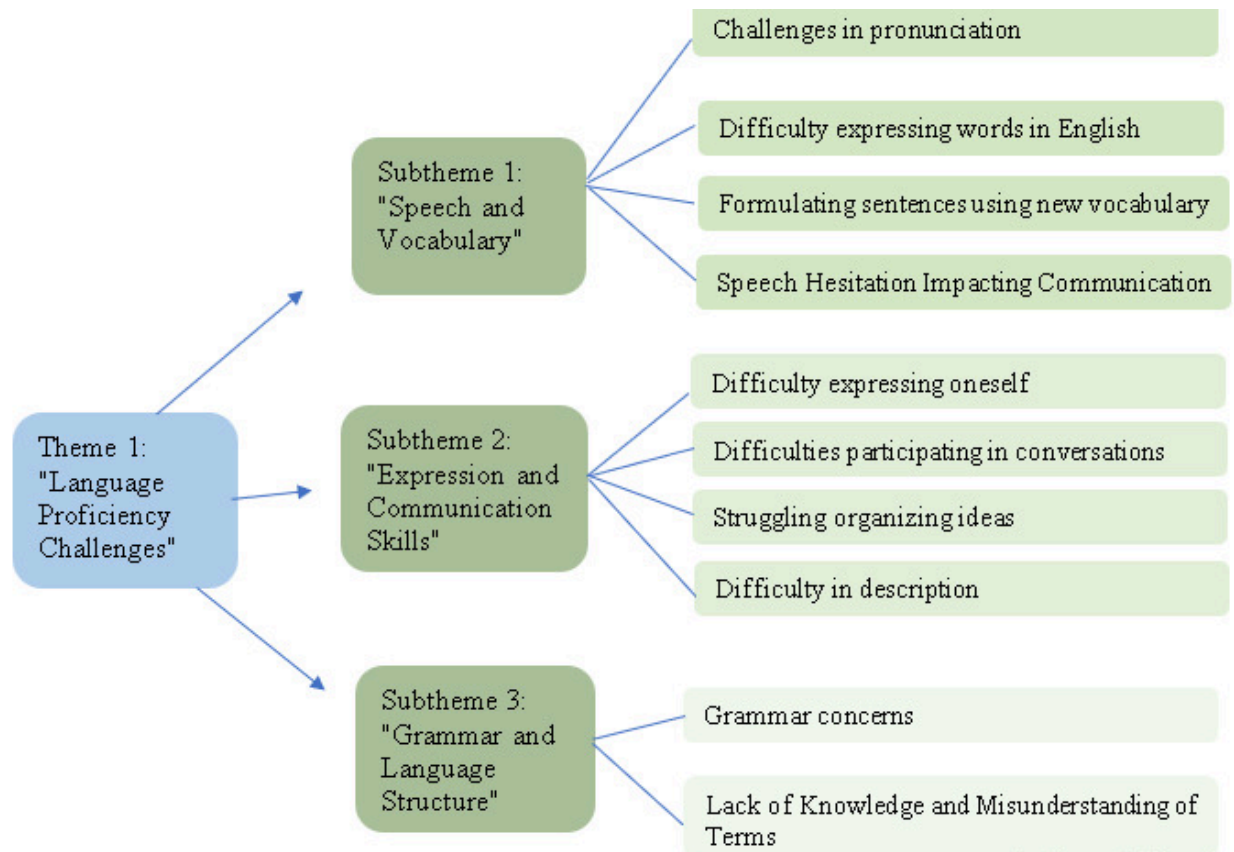 Challenges in pronunciation
Difficulty expressing words in English
Subtheme 1:
"Speech and
Vocabulary"
Formulating sentences using new vocabulary
Speech Hesitation Impacting Communication
Difficulty expressing oneself
Theme 1:
"Language
Proficiency
Challenges"
Subtheme 2:
"Expression and
Communication
Skills"
Difficulties participating in conversations
Struggling organizing ideas
Difficulty in description
Subtheme 3:
"Grammar and
Language
Structure"
Grammar concerns
Lack of Knowledge and Misunderstanding of
Terms